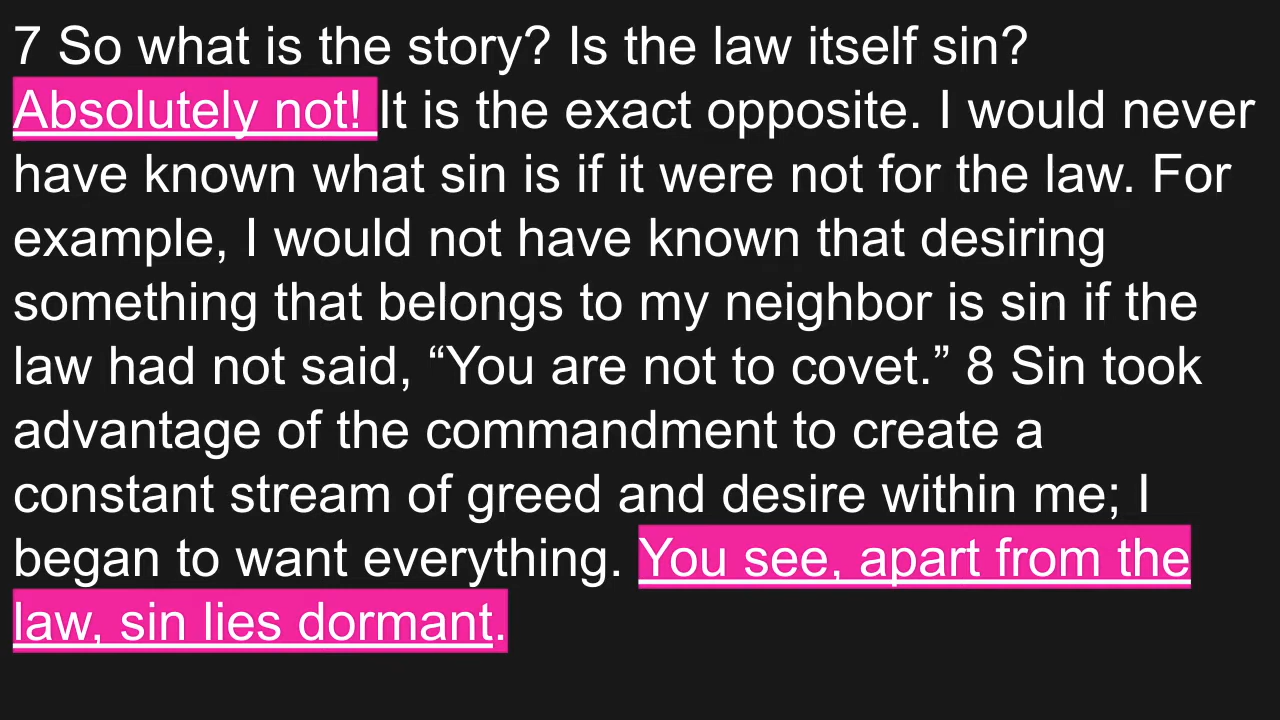 7 So what is the story? Is the law itself sin?
Absolutely not! It is the exact opposite. I would never
have known what sin is if it were not for the law. For
example, I would not have known that desiring
something that belongs to my neighbor is sin if the
law had not said, “You are not to covet.” 8 Sin took
advantage of the commandment to create a
constant stream of greed and desire within me; I
began to want everything. You see, apart from the
law, sin lies dormant.